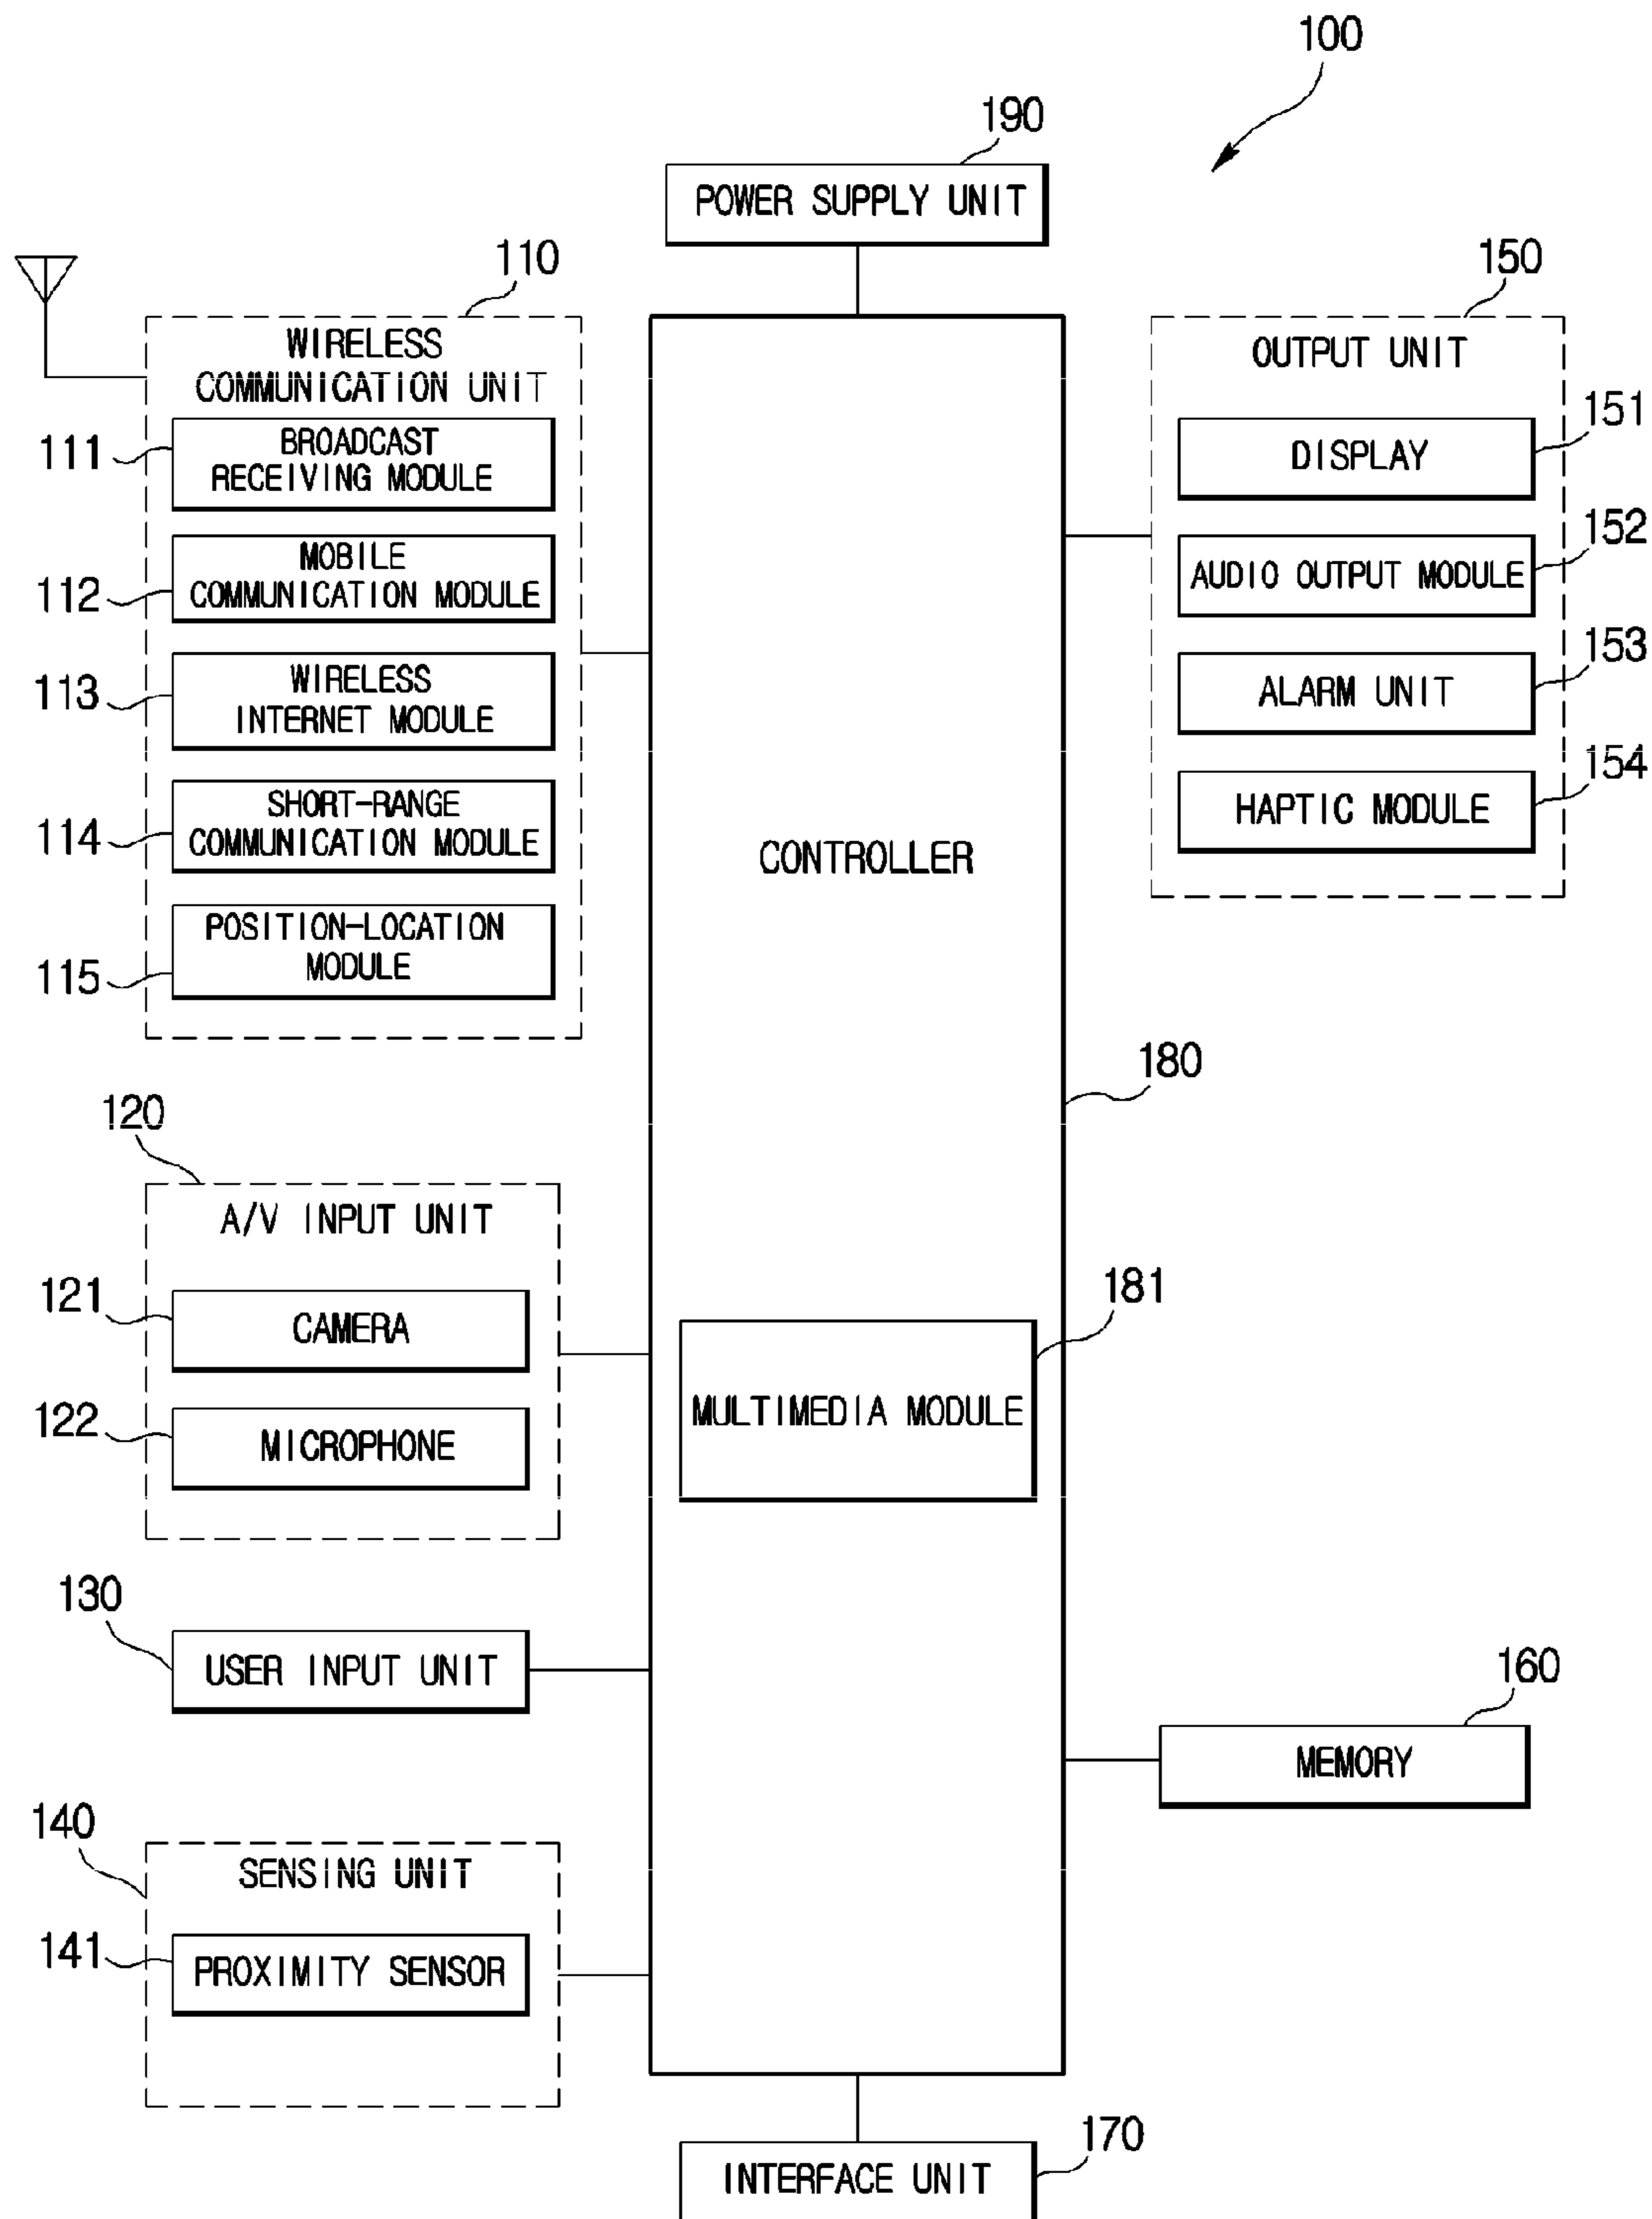 100
190
POWER SUPPLY UNIT
110
WIRELESS
COMMUNICATION UNIT
111
BROADCAST
RECEIVING MODULE
112
MOBILE
COMMUNICATION MODULE
113
WIRELESS
INTERNET MODULE
114
SHORT-RANGE
COMMUNICATION MODULE
115
POSITION-LOCATION
MODULE
120
A/V INPUT UNIT
121
CAMERA
122
MICROPHONE
130
USER INPUT UNIT
140
SENSING UNIT
141
PROXIMITY SENSOR
CONTROLLER
180
181
MULTIMEDIA MODULE
150
OUTPUT UNIT
151
DISPLAY
152
AUDIO OUTPUT MODULE
153
ALARM UNIT
154
HAPTIC MODULE
160
MEMORY
170
INTERFACE UNIT